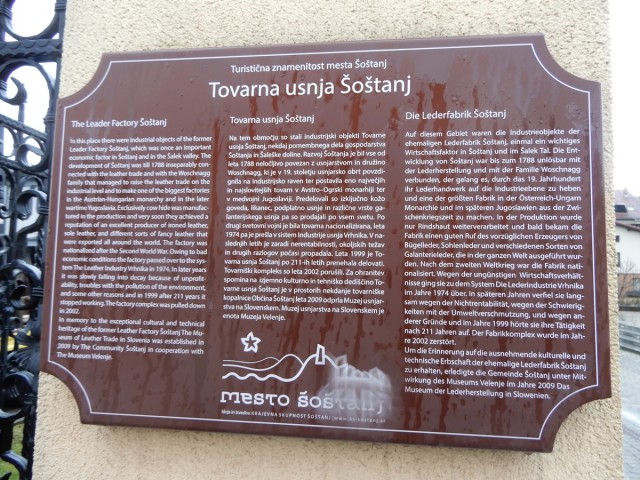 Turistična znamenitost mesta Šoštanj
Tovarna usnja Šoštanj
The Leader Factory Šoštanj
In this place there were industrial objects of the former
Leader Factory Šoštanj, which was once an important
economic factor in Šoštanj and in the Šalek valley. The
development of Šoštanj was till 1788 inseparably con-
nected with the leather trade and with the Woschnagg
family that managed to raise the leather trade on the
industrial level and to make one of the biggest factories
in the Austrian-Hungarian monarchy and in the later
wartime Yugoslavia. Exclusively cow hide was manufac-
tured in the production and very soon they achieved a
reputation of an excellent producer of ironed leather,
sole leather, and different sorts of fancy leather that
were exported all around the world. The factory was
nationalized after the Second World War. Owing to bad
economic conditions the factory passed over to the sys-
tem The Leather Industry Vrhnika in 1974. In later years
it was slowly falling into decay because of unprofit-
ability, troubles with the pollution of the environment,
and some other reasons and in 1999 after 211 years it
stopped working. The factory complex was pulled down
in 2002.
In memory to the exceptional cultural and technical
heritage of the former Leather Factory Šoštanj The Mu-
seum of Leather Trade in Slovenia was established in
2009 by The Community Šoštanj in cooperation with
The Museum Velenje.
Tovarna usnja Šoštanj
Na tem območju so stali industrijski objekti Tovarne
usnja Šoštanj, nekdaj pomembnega dela gospodarstva
Šoštanja in Šaleške doline. Razvoj Šoštanja je bil vse od
leta 1788 neločljivo povezan z usnjarstvom in družino
Woschnagg, ki je v 19. stoletju usnjarsko obrt povzdi-
gnila na industrijsko raven ter postavila eno največjih
in najslovitejših tovarn v Avstro-Ogrski monarhiji ter
v medvojni Jugoslaviji. Predelovali so izključno kožo
goveda, likanec, podplatno usnje in različne vrste ga-
lanterijskega usnja pa so prodajali po vsem svetu. Po
drugi svetovni vojni je bila tovarna nacionalizirana, leta
1974 pa je prešla v sistem Industrije usnja Vrhnika. V na-
slednjih letih je zaradi nerentabilnosti, okoljskih težav
in drugih razlogov počasi propadala. Leta 1999 je To-
varna usnja Šoštanj po 211-ih letih prenehala delovati.
Tovarniški kompleks so leta 2002 porušili. Za ohranitev
spomina na izjemno kulturno in tehniško dediščino To-
varne usnja Šoštanj je v prostorih nekdanje tovarniške
kopalnice Občina Šoštanj leta 2009 odprla Muzej usnjar-
stva na Slovenskem. Muzej usnjarstva na Slovenskem je
enota Muzeja Velenje.
mesto šoštanj
KRAJEVNA SKUPNOST ŠOŠTANJ
Die Lederfabrik Šoštanj
Auf diesem Gebiet waren die Industrieobjekte der
ehemaligen Lederfabrik Šoštanj, einmal ein wichtiges
Wirtschaftsfaktor in Šoštanj und im Šalek Tal. Die Ent-
wicklung von Šoštanj war bis zum 1788 unlösbar mit
der Lederherstellung und mit der Familie Woschnagg
verbunden, der gelang es, durch das 19. Jahrhundert
ihr Lederhandwerk auf die Industrieebene zu heben
und eine der größten Fabrik in der Österreich-Ungarn
Monarchie und im späteren Jugoslawien aus der Zwi-
schenkriegszeit zu machen. In der Produktion wurde
nur Rindshaut weiterverarbeitet und bald bekam die
Fabrik einen guten Ruf des vorzüglichen Erzeugers von
Bügelleder, Sohlenleder und verschiedenen Sorten von
Galanterieleder, die in der ganzen Welt ausgeführt wur-
den. Nach dem zweiten Weltkrieg war die Fabrik nati-
onalisiert. Wegen der ungünstigen Wirtschaftsverhält-
nisse ging sie zu dem System Die Lederindustrie Vrhnika
im Jahre 1974 über. In späteren Jahren verfiel sie lang-
sam wegen der Nichtrentabilität, wegen der Schwierig-
keiten mit der Umweltverschmutzung, und wegen an-
derer Gründe und im Jahre 1999 hörte sie ihre Tätigkeit
nach 211 Jahren auf. Der Fabrikkomplex wurde im Jah-
re 2002 zerstört.
Um die Erinnerung auf die ausnehmende kulturelle und
technische Erbschaft der ehemalige Lederfabrik Šoštanj
zu erhalten, erledigte die Gemeinde Šoštanj unter Mit-
wirkung des Museums Velenje im Jahre 2009 Das
Museum der Lederherstellung in Slowenien.